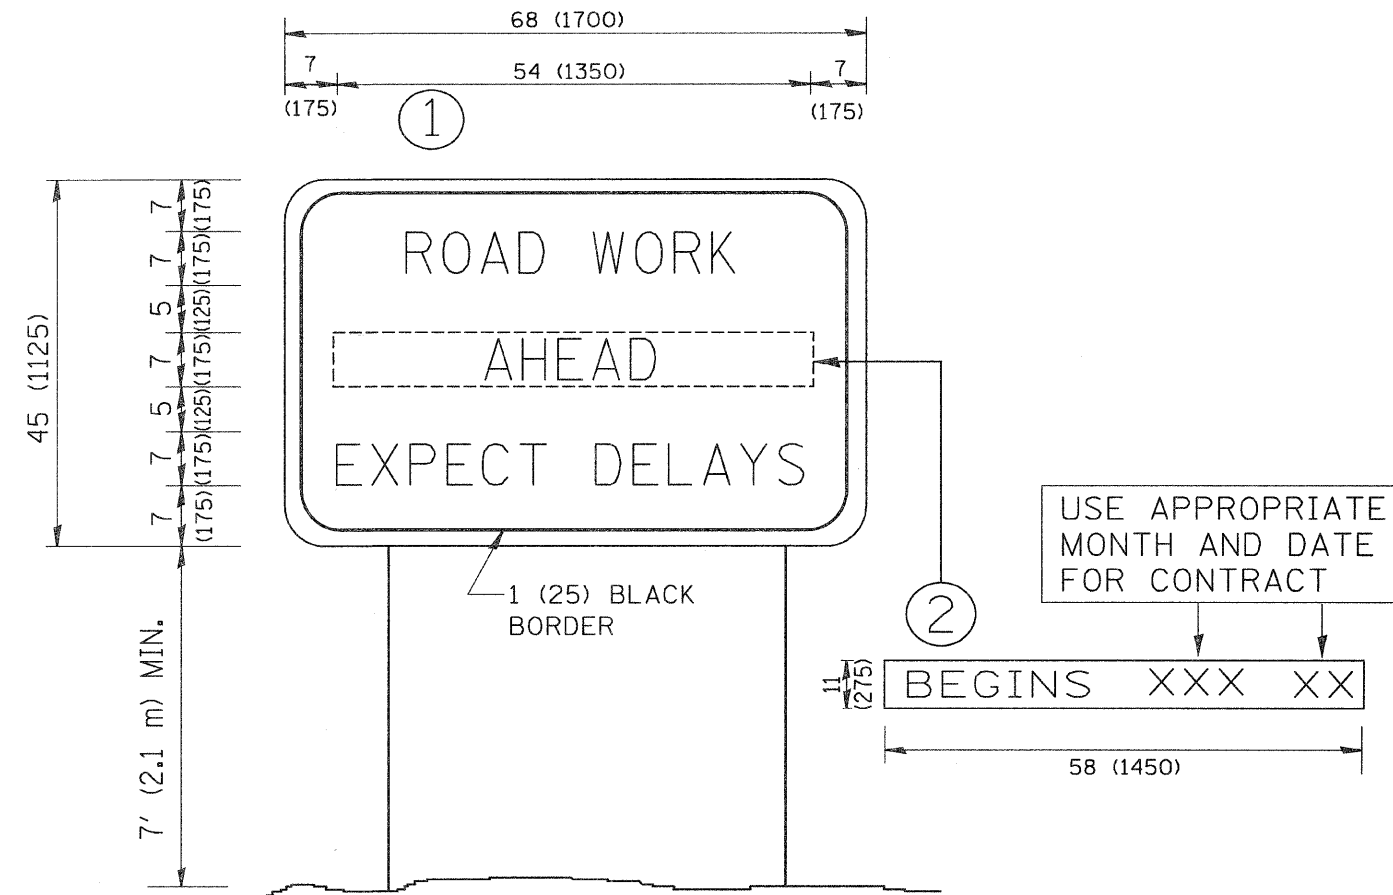 68 (1700)
7
54 (1350)
7
(175)
(175)
1
7
(175)
7
(175)
5
(125)
7
(175)
5
(125)
7
(175)
7
(175)
45 (1125)
ROAD WORK
AHEAD
EXPECT DELAYS
1 (25) BLACK
BORDER
7' (2.1 m) MIN.
USE APPROPRIATE
MONTH AND DATE
FOR CONTRACT
2
11
(275)
BEGINS XXX XX
58 (1450)